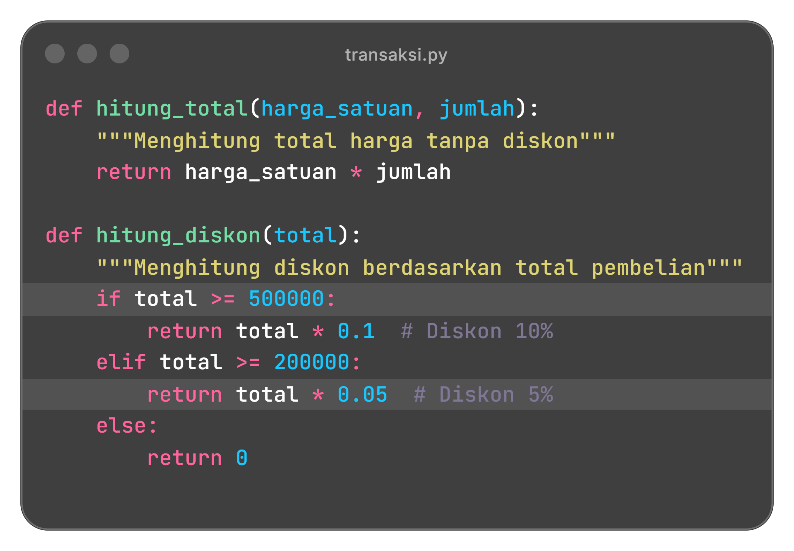 transaksi.py
def hitung_total(harga_satuan, jumlah):
    """Menghitung total harga tanpa diskon"""
    return harga_satuan * jumlah

def hitung_diskon(total):
    """Menghitung diskon berdasarkan total pembelian"""
    if total >= 500000:
        return total * 0.1  # Diskon 10%
    elif total >= 200000:
        return total * 0.05  # Diskon 5%
    else:
        return 0